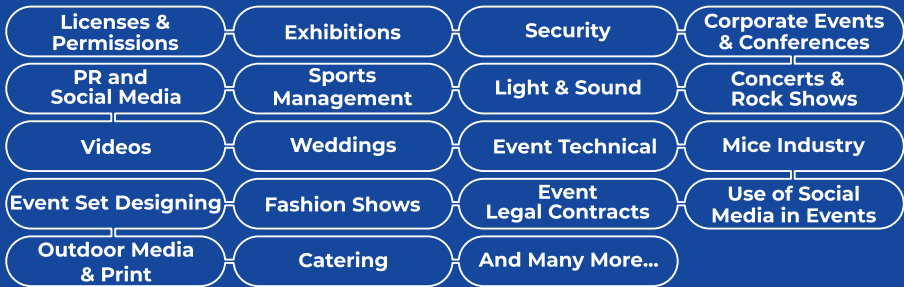 Licenses &
Permissions
Exhibitions
Security
Corporate Events
& Conferences
PR and
Social Media
Sports
Management
Light & Sound
Concerts &
Rock Shows
Videos
Weddings
Event Technical
Mice Industry
Event Set Designing
Fashion Shows
Event
Legal Contracts
Use of Social
Media in Events
Outdoor Media
& Print
Catering
And Many More...